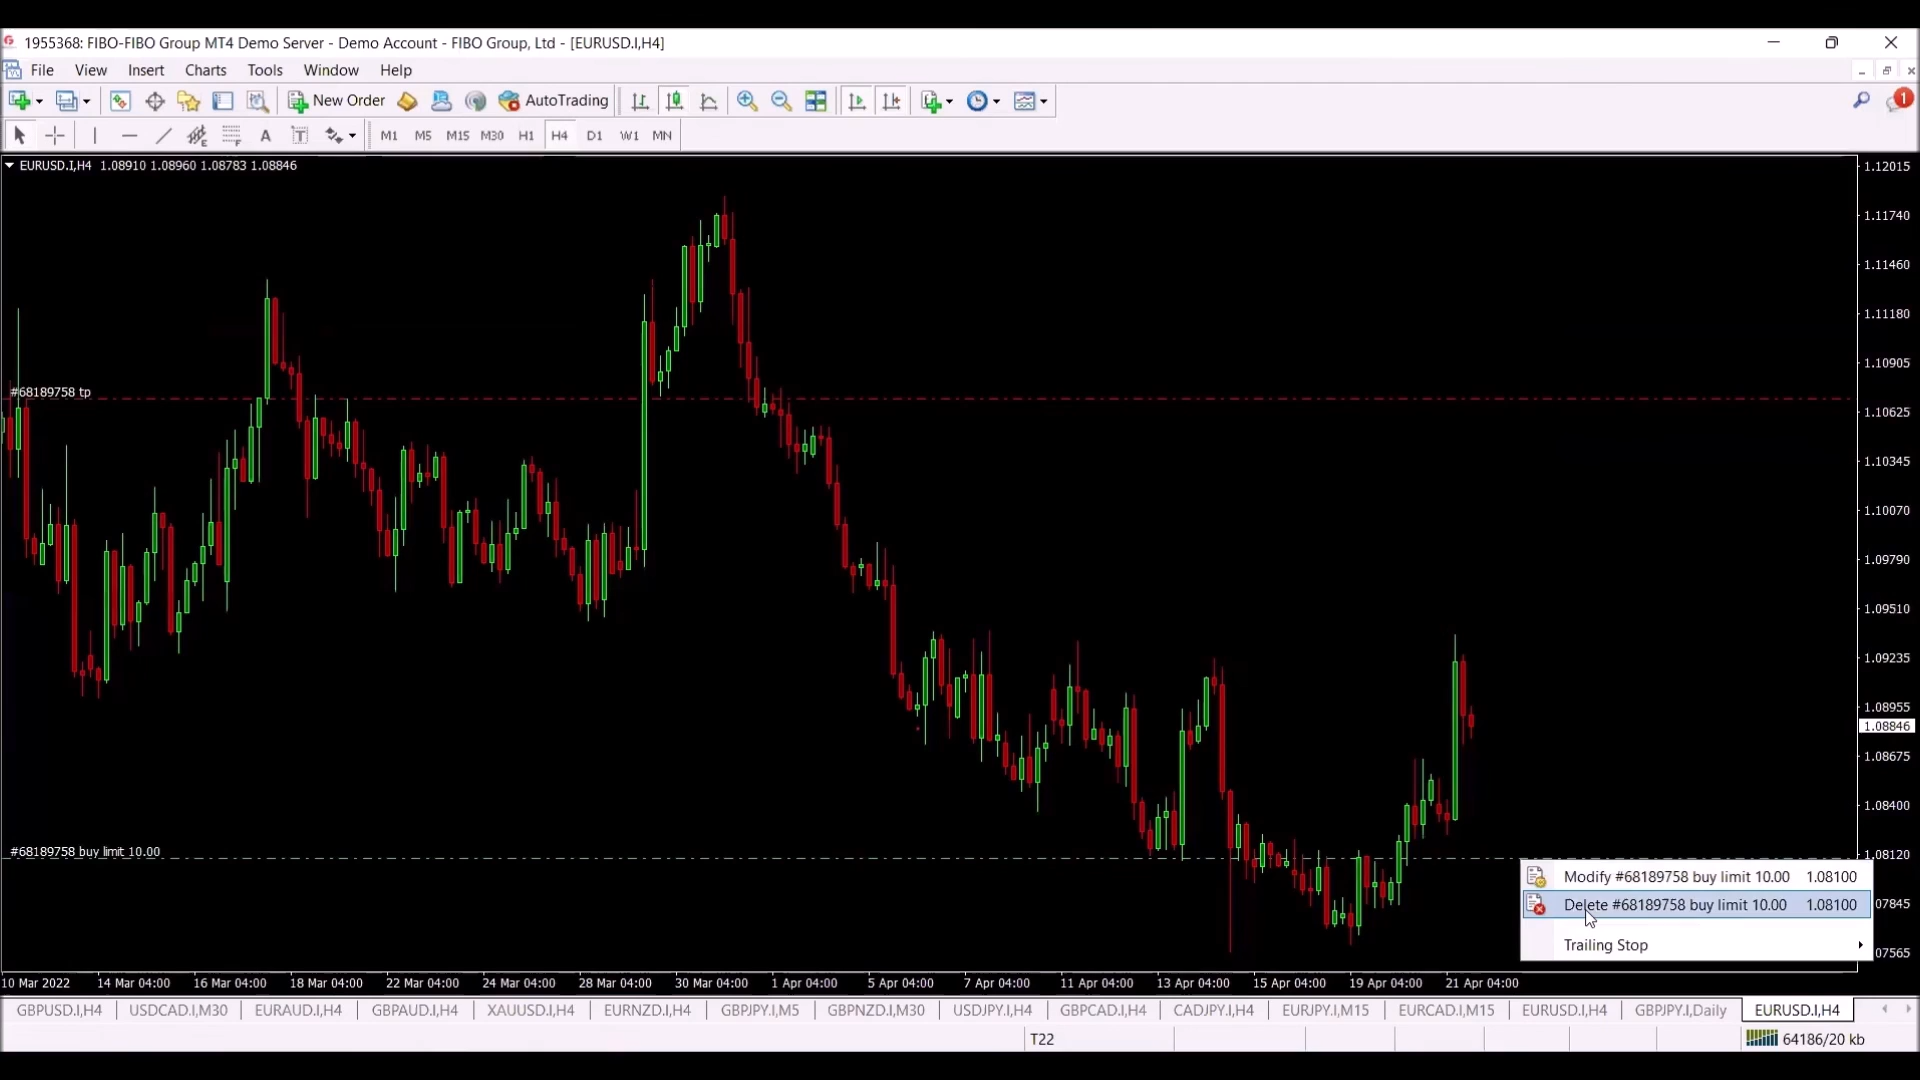 1955368: FIBO-FIBO Group MT4 Demo Server - Demo Account - FIBO Group, Ltd - [EURUSD.I,H4]
File View Insert Charts Tools Window Help
New Order AutoTrading 1
A T M1 M5 M15 M30 H1 H4 D1 W1 MN
EURUSD.I,H4 1.08910 1.08960 1.08783 1.08846
1.12015
1.11740
1.11460
1.11180
1.10905
#68189758 tp
1.10625
1.10345
1.10070
1.09790
1.09510
1.09235
1.08955
1.08846
1.08675
1.08400
#68189758 buy limit 10.00
1.08120
Modify #68189758 buy limit 10.00 1.08100
Delete #68189758 buy limit 10.00 1.08100
07845
Trailing Stop
07565
10 Mar 2022 14 Mar 04:00 16 Mar 04:00 18 Mar 04:00 22 Mar 04:00 24 Mar 04:00 28 Mar 04:00 30 Mar 04:00 1 Apr 04:00 5 Apr 04:00 7 Apr 04:00 11 Apr 04:00 13 Apr 04:00 15 Apr 04:00 19 Apr 04:00 21 Apr 04:00
GBPUSD.I,H4 USDCAD.I,M30 EURAUD.I,H4 GBPAUD.I,H4 XAUUSD.I,H4 EURNZD.I,H4 GBPJPY.I,M5 GBPNZD.I,M30 USDJPY.I,H4 GBPCAD.I,H4 CADJPY.I,H4 EURJPY.I,M15 EURCAD.I,M15 EURUSD.I,H4 GBPJPY.I,Daily EURUSD.I,H4
T22 64186/20 kb